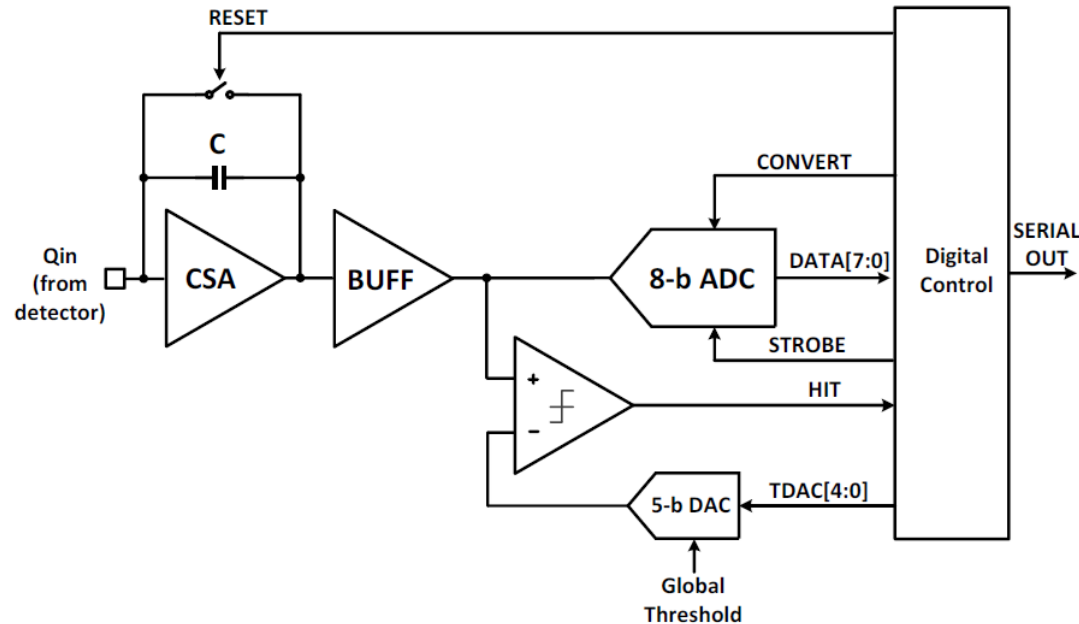 RESET
C
CONVERT
Qin
(from
detector)
CSA
BUFF
8-b ADC
DATA[7:0]
Digital
Control
SERIAL
OUT
STROBE
+
-
HIT
5-b DAC
TDAC[4:0]
Global
Threshold